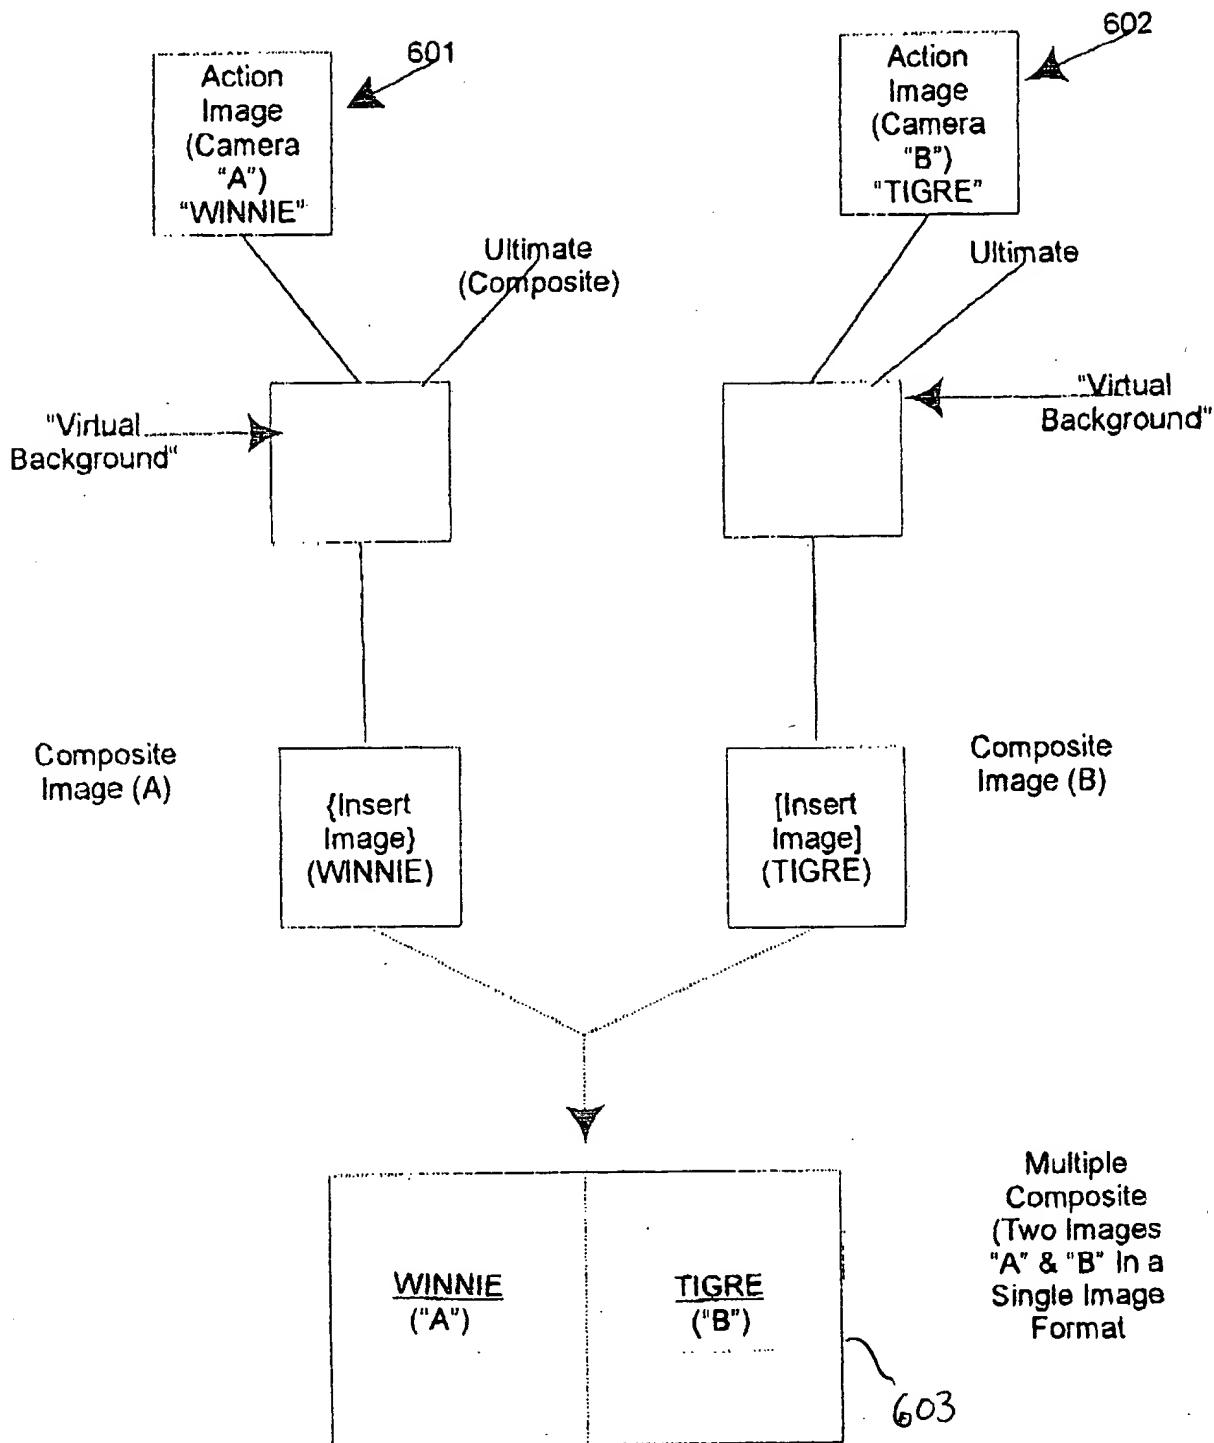 601
Action
Image
(Camera
"A")
"WINNIE"
602
Action
Image
(Camera
"B")
"TIGRE"
Ultimate
(Composite)
Ultimate
"Virtual
Background"
"Virtual
Background"
Composite
Image (A)
{Insert
Image}
(WINNIE)
[Insert
Image]
(TIGRE)
Composite
Image (B)
WINNIE
("A")
TIGRE
("B")
Multiple
Composite
(Two Images
"A" & "B" In a
Single Image
Format
603